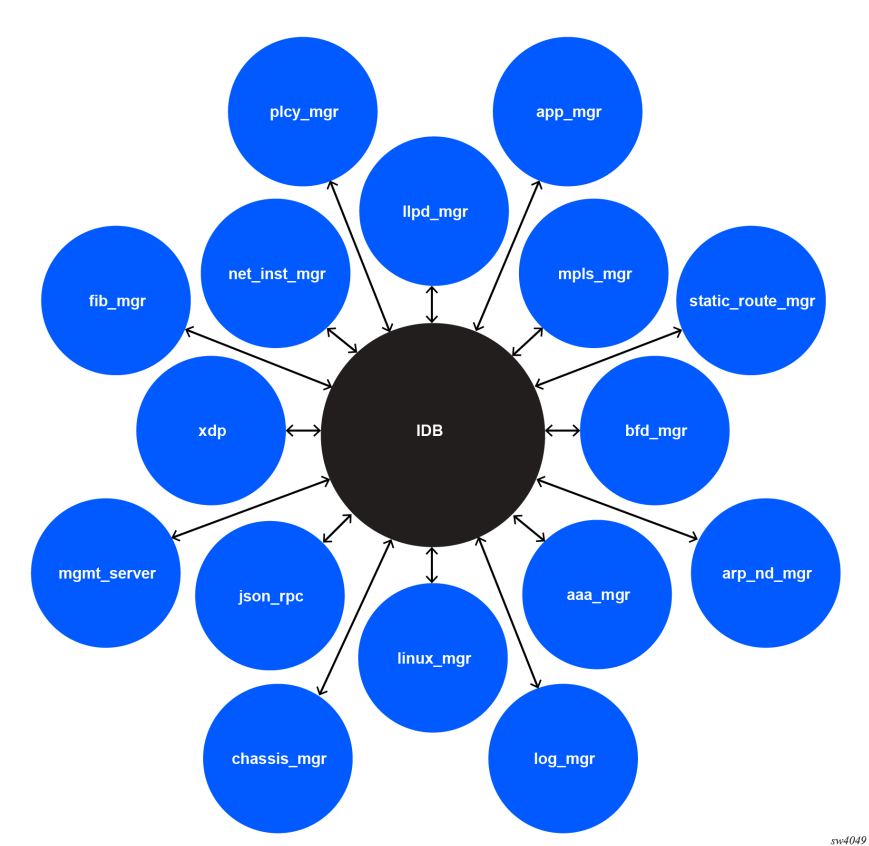 plcy_mgr
app_mgr
llpd_mgr
net_inst_mgr
mpls_mgr
fib_mgr
static_route_mgr
xdp
IDB
bfd_mgr
mgmt_server
arp_nd_mgr
json_rpc
aaa_mgr
linux_mgr
chassis_mgr
log_mgr
sw4049